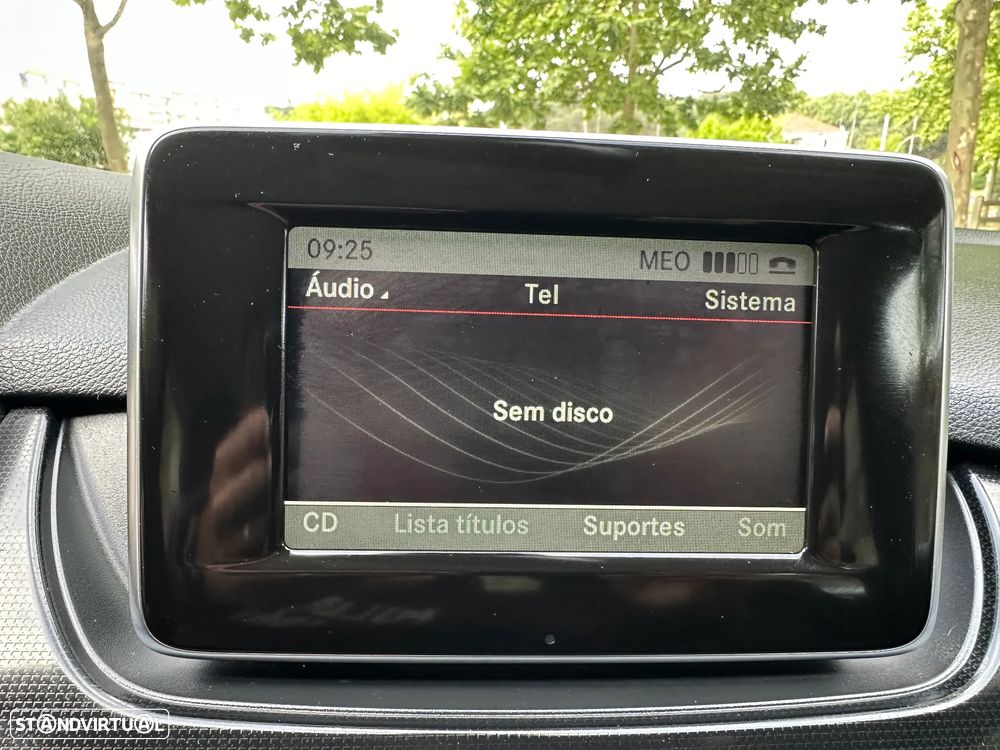 09:25 MEO
Áudio Tel Sistema
Sem disco
CD Lista títulos Suportes Som
STANDVIRTUAL